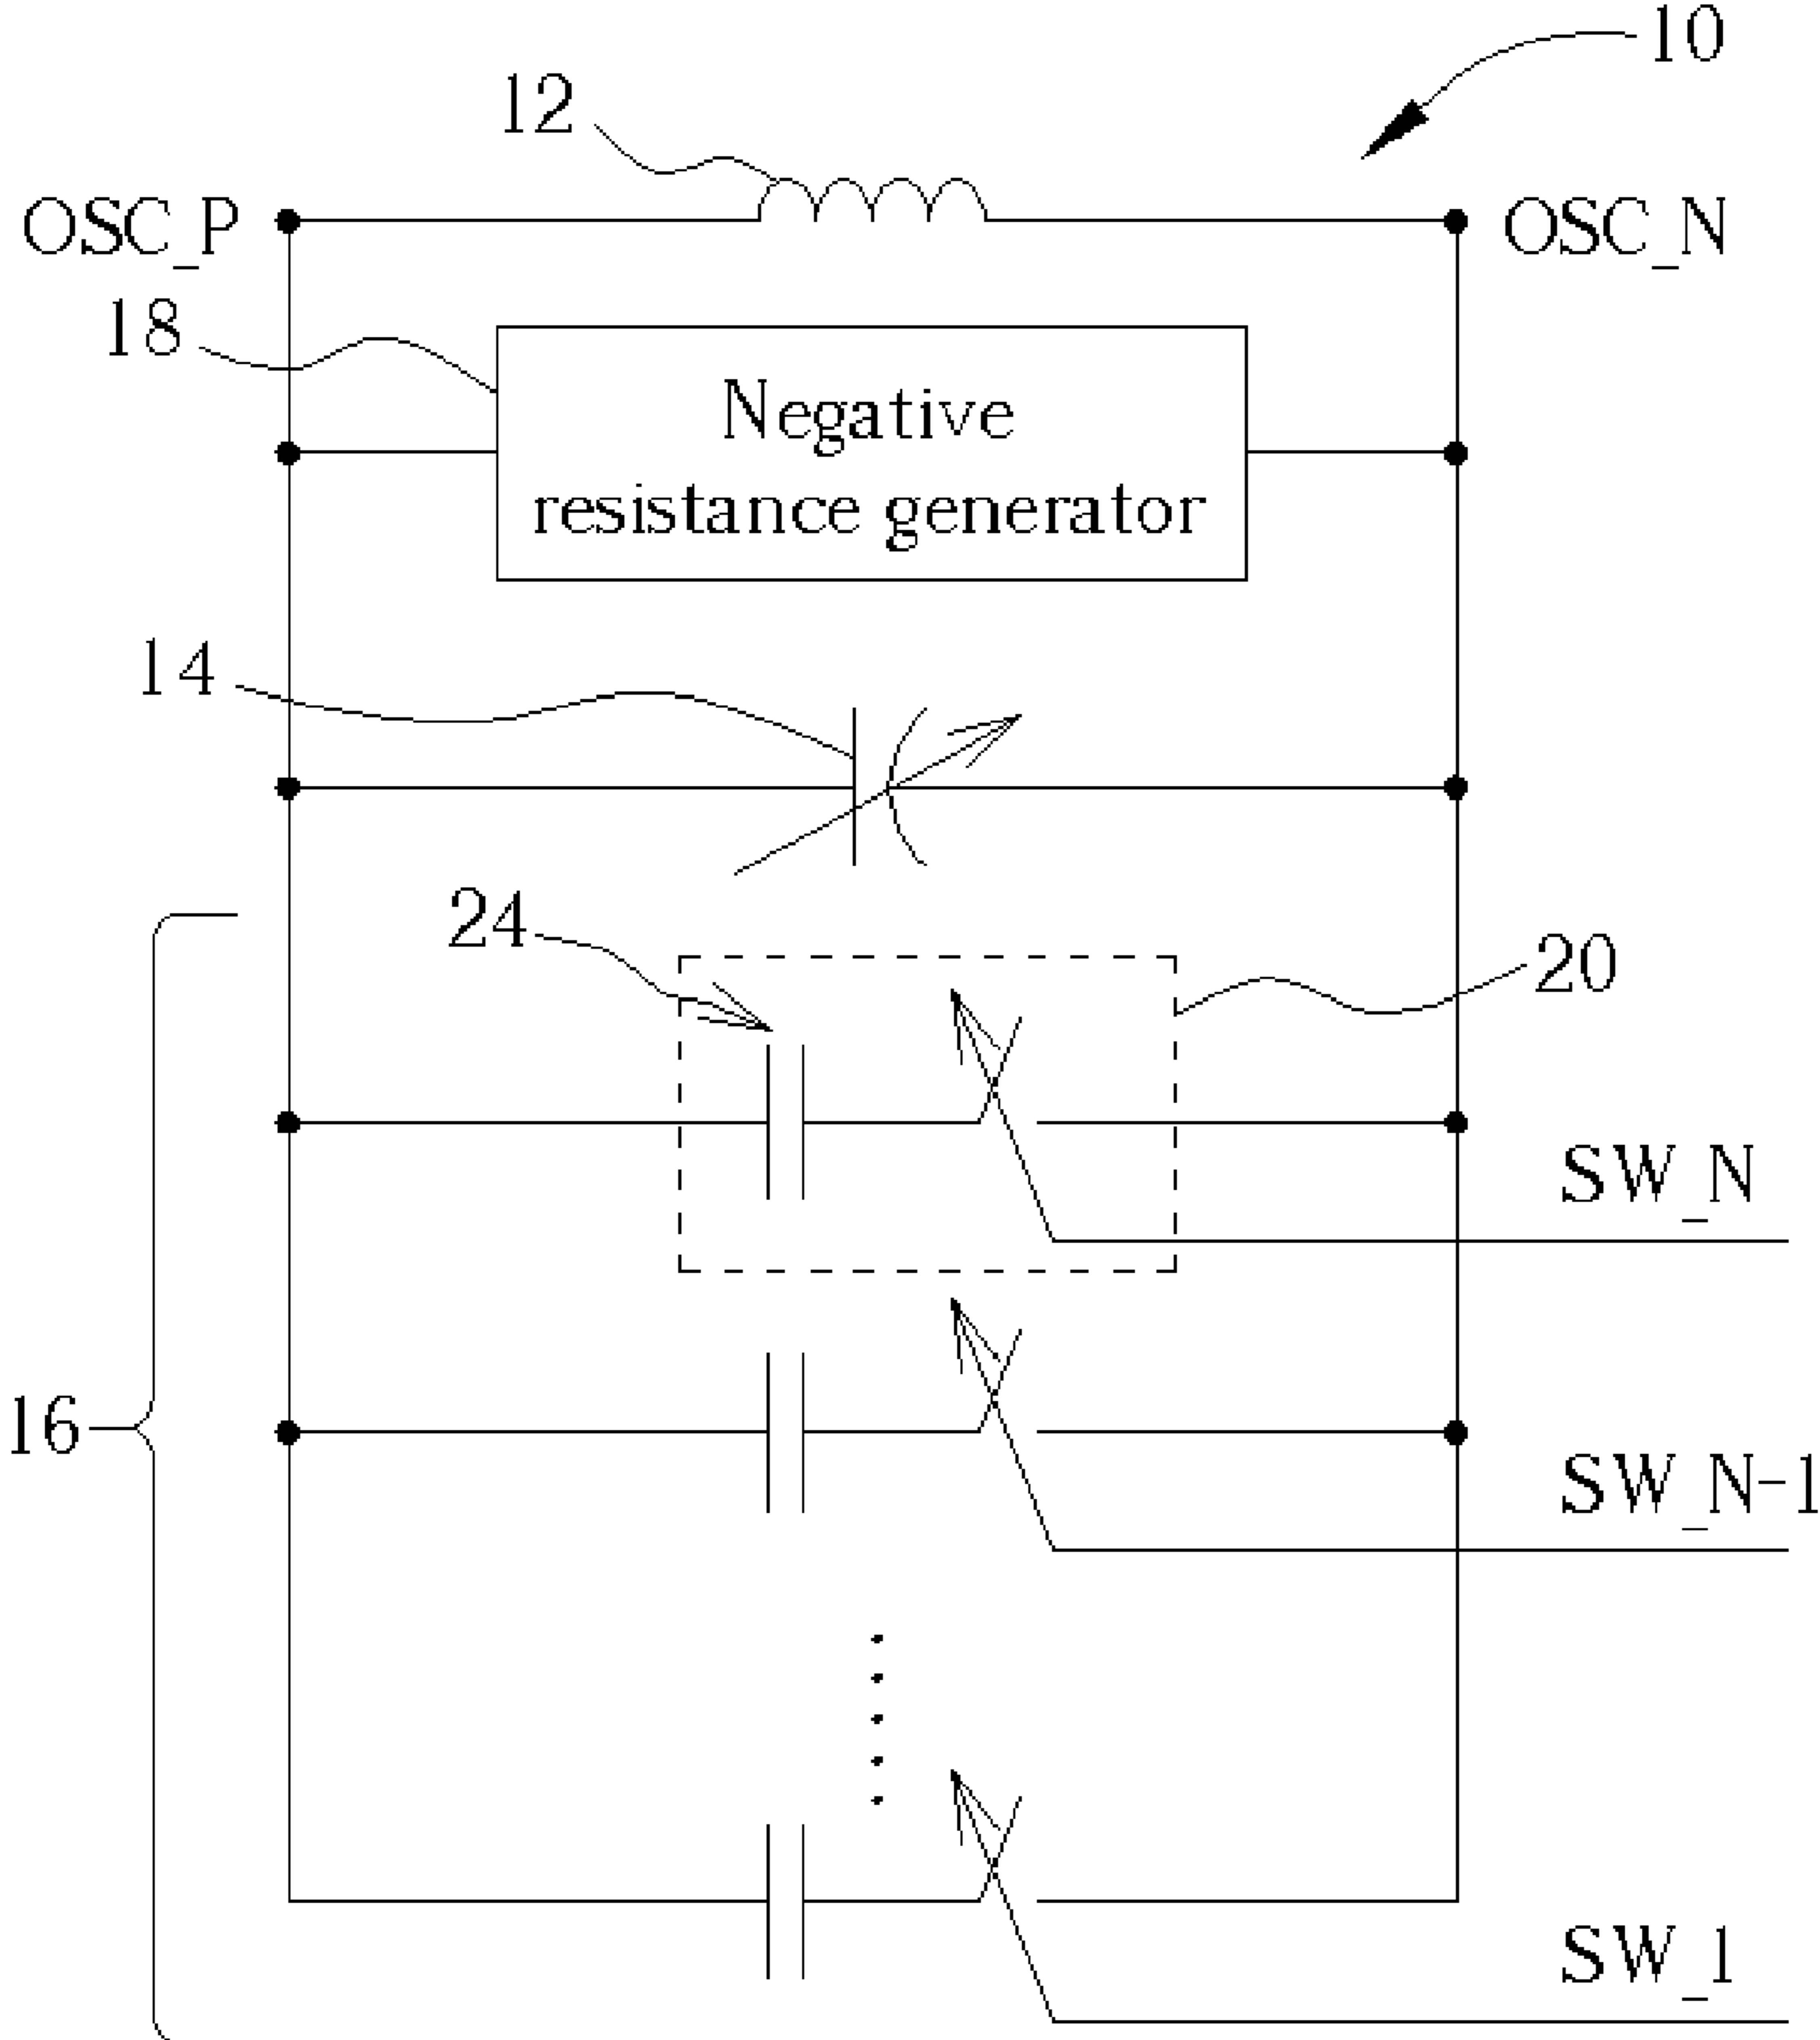 10
12
OSC_P
OSC_N
18
Negative
resistance generator
14
24
20
SW_N
16
SW_N-1
SW_1